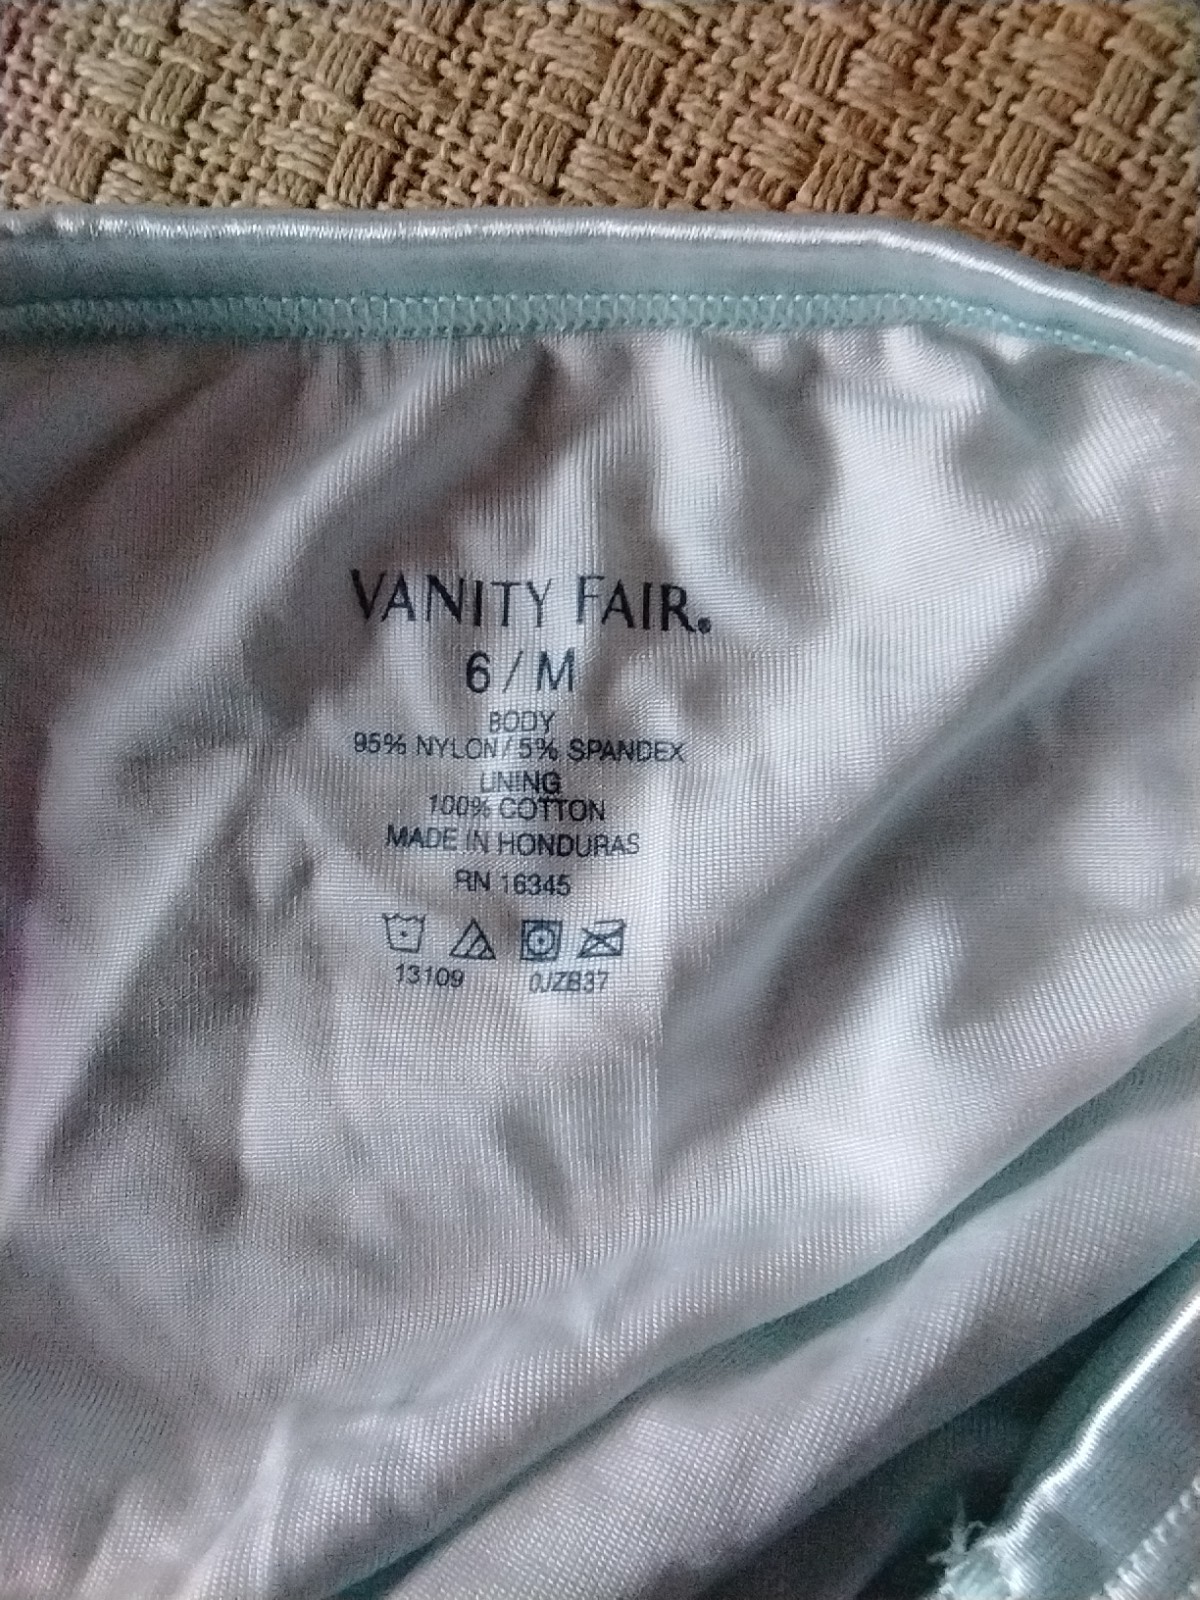 VANITY FAIR®
6 / M
BODY
95% NYLON / 5% SPANDEX
LINING
100% COTTON
MADE IN HONDURAS
RN 16345
13109 0JZB37